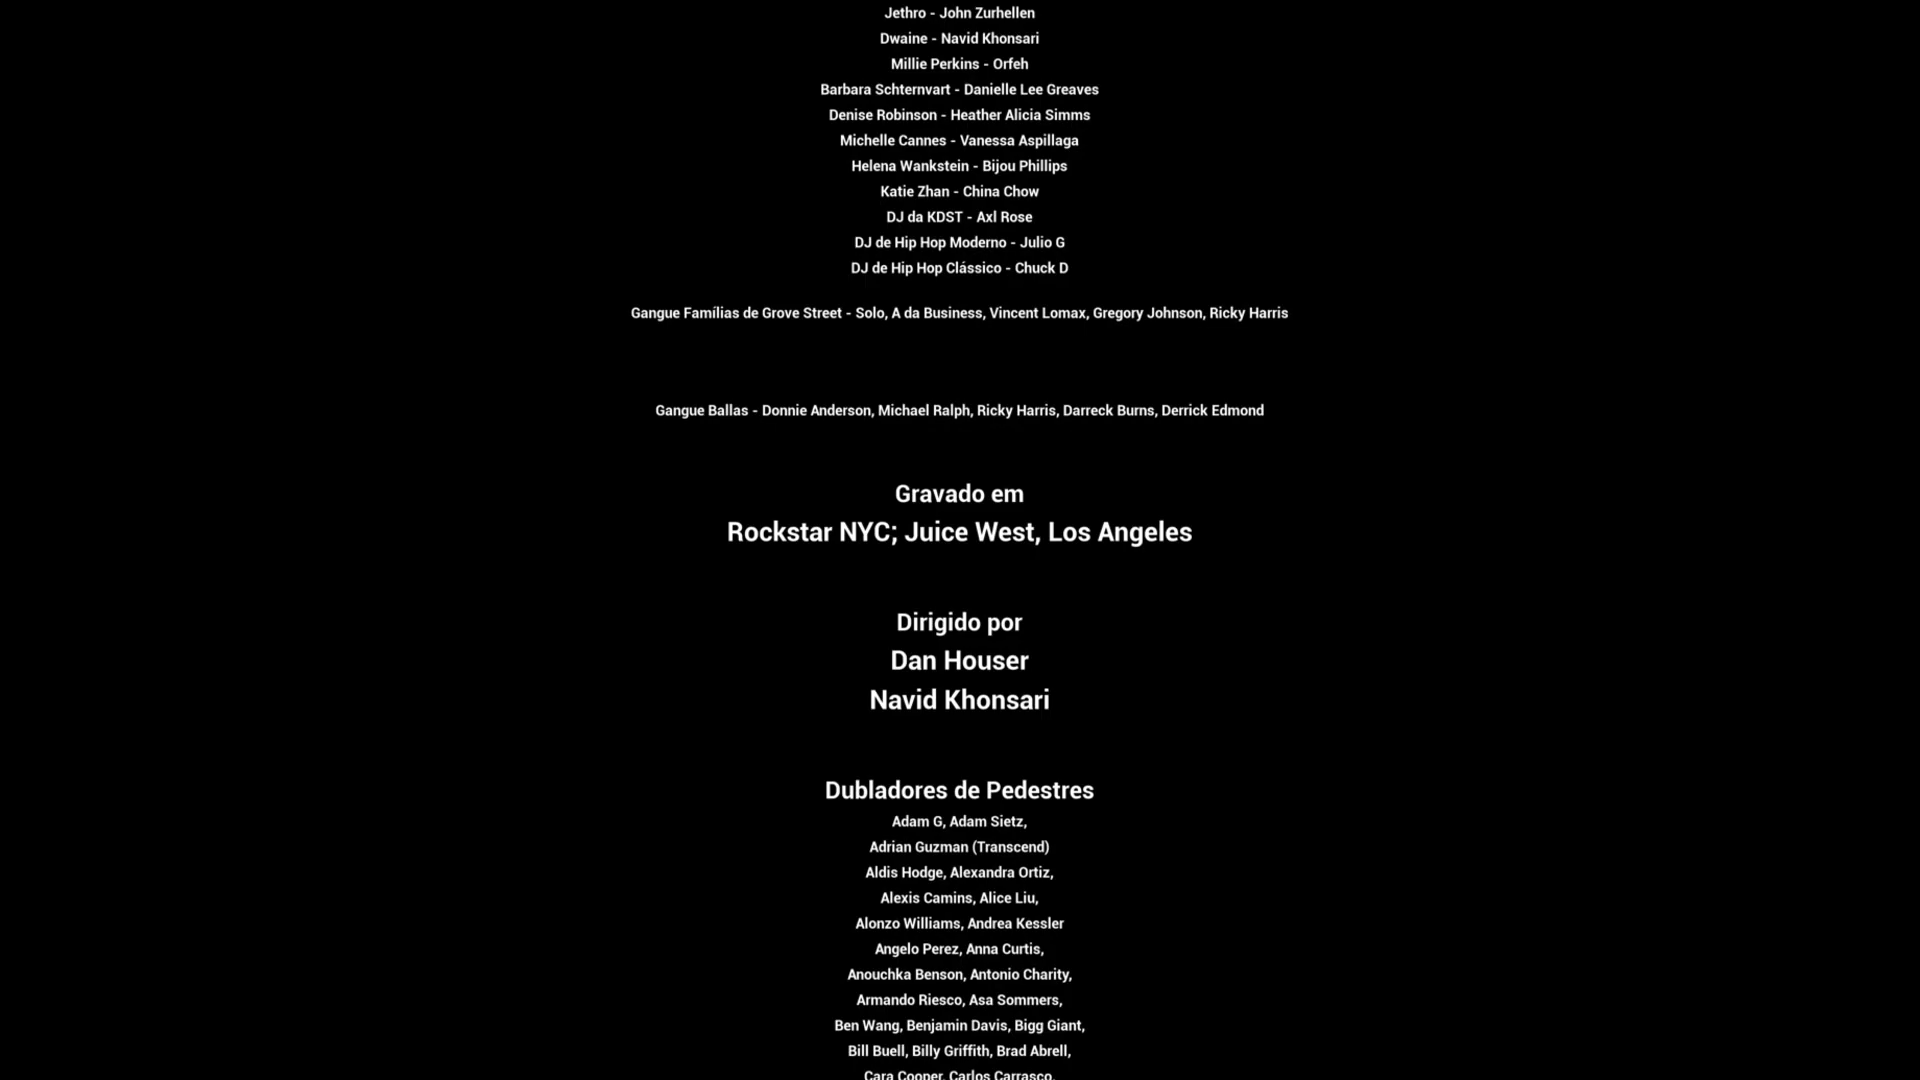 Jethro - John Zurhellen
Dwaine - Navid Khonsari
Millie Perkins - Orfeh
Barbara Schternvart - Danielle Lee Greaves
Denise Robinson - Heather Alicia Simms
Michelle Cannes - Vanessa Aspillaga
Helena Wankstein - Bijou Phillips
Katie Zhan - China Chow
DJ da KDST - Axl Rose
DJ de Hip Hop Moderno - Julio G
DJ de Hip Hop Clássico - Chuck D
Gangue Famílias de Grove Street - Solo, A da Business, Vincent Lomax, Gregory Johnson, Ricky Harris
Gangue Ballas - Donnie Anderson, Michael Ralph, Ricky Harris, Darreck Burns, Derrick Edmond
Gravado em
Rockstar NYC; Juice West, Los Angeles
Dirigido por
Dan Houser
Navid Khonsari
Dubladores de Pedestres
Adam G, Adam Sietz,
Adrian Guzman (Transcend)
Aldis Hodge, Alexandra Ortiz,
Alexis Camins, Alice Liu,
Alonzo Williams, Andrea Kessler
Angelo Perez, Anna Curtis,
Anouchka Benson, Antonio Charity,
Armando Riesco, Asa Sommers,
Ben Wang, Benjamin Davis, Bigg Giant,
Bill Buell, Billy Griffith, Brad Abrell,
Cara Cooper, Carlos Carrasco,